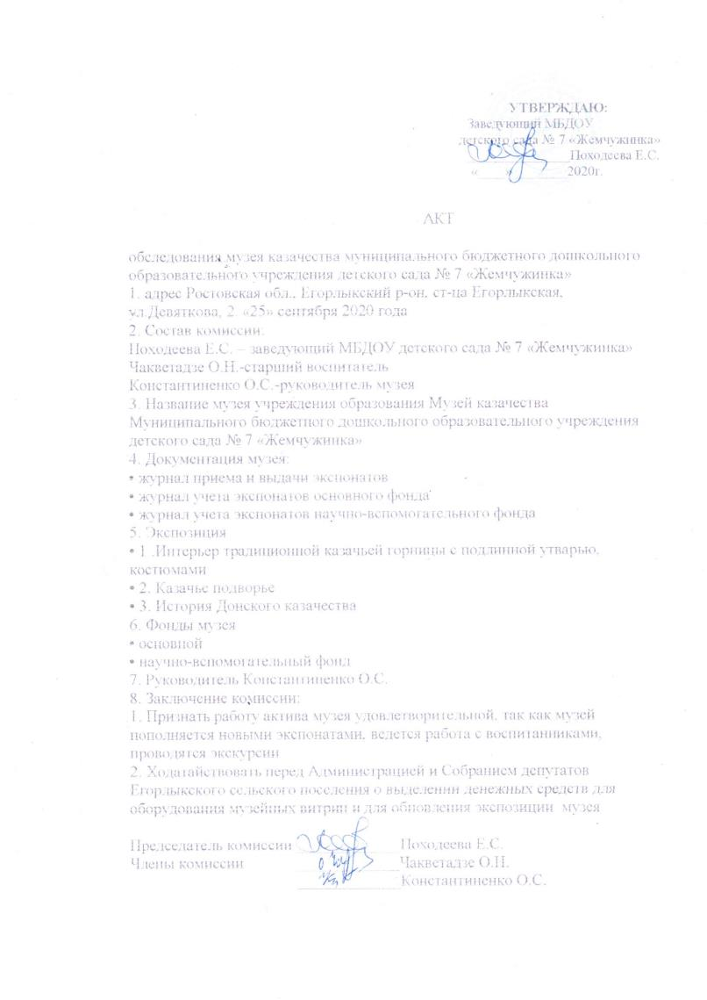 УТВЕРЖДАЮ:
Заведующий МБДОУ
детского сада № 7 «Жемчужинка»
Походеева Е.С.
«____»_________2020г.
АКТ
обследования музея казачества муниципального бюджетного дошкольного
образовательного учреждения детского сада № 7 «Жемчужинка»
1. адрес Ростовская обл., Егорлыкский р-он, ст-ца Егорлыкская,
ул.Девяткова, 2. «25» сентября 2020 года
2. Состав комиссии:
Походеева Е.С. – заведующий МБДОУ детского сада № 7 «Жемчужинка»
Чакветадзе О.Н.-старший воспитатель
Константиненко О.С.-руководитель музея
3. Название музея учреждения образования Музей казачества
Муниципального бюджетного дошкольного образовательного учреждения
детского сада № 7 «Жемчужинка»
4. Документация музея:
• журнал приема и выдачи экспонатов
• журнал учета экспонатов основного фонда
• журнал учета экспонатов научно-вспомогательного фонда
5. Экспозиция
• 1 .Интерьер традиционной казачьей горницы с подлинной утварью,
костюмами
• 2. Казачье подворье
• 3. История Донского казачества
6. Фонды музея
• основной
• научно-вспомогательный фонд
7. Руководитель Константиненко О.С.
8. Заключение комиссии:
1. Признать работу актива музея удовлетворительной, так как музей
пополняется новыми экспонатами, ведется работа с воспитанниками,
проводятся экскурсии
2. Ходатайствовать перед Администрацией и Собранием депутатов
Егорлыкского сельского поселения о выделении денежных средств для
оборудования музейных витрин и для обновления экспозиции музея
Председатель комиссии ____________Походеева Е.С.
Члены комиссии ____________Чакветадзе О.Н.
____________Константиненко О.С.